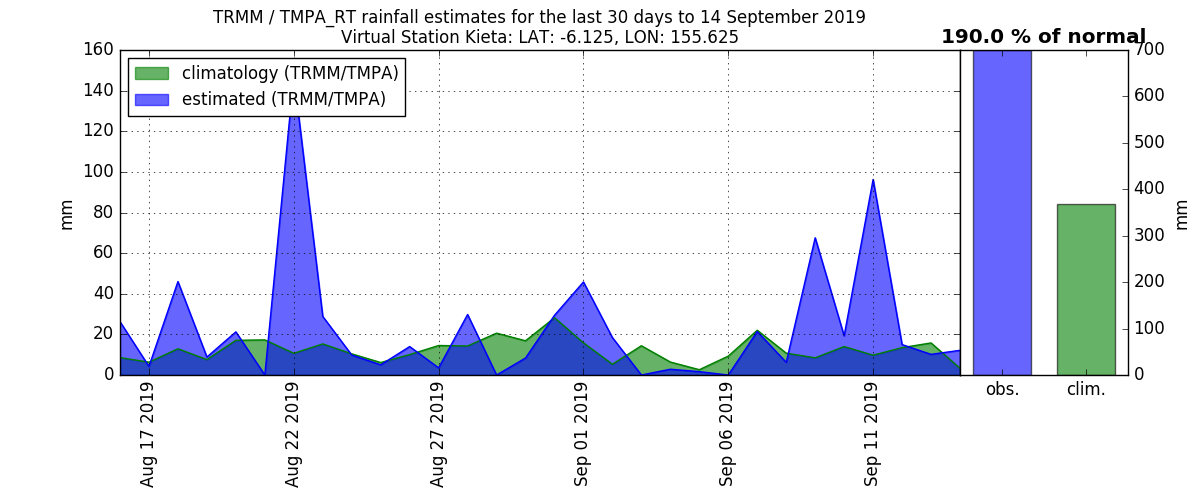 TRMM / TMPA_RT rainfall estimates for the last 30 days to 14 September 2019
Virtual Station Kieta: LAT: -6.125, LON: 155.625
190.0 % of normal
climatology (TRMM/TMPA)
estimated (TRMM/TMPA)
160
140
120
100
80
60
40
20
0
mm
Aug 17 2019
Aug 22 2019
Aug 27 2019
Sep 01 2019
Sep 06 2019
Sep 11 2019
700
600
500
400
300
200
100
0
mm
obs.
clim.